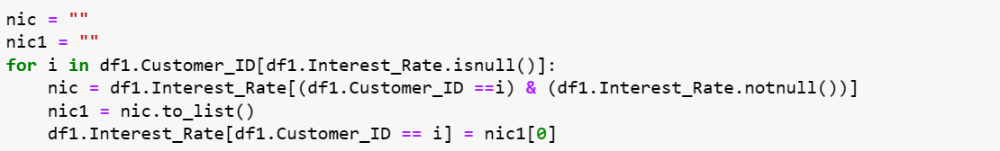 nic = ""
nic1 = ""
for i in df1.Customer_ID[df1.Interest_Rate.isnull()]:
    nic = df1.Interest_Rate[(df1.Customer_ID ==i) & (df1.Interest_Rate.notnull())]
    nic1 = nic.to_list()
    df1.Interest_Rate[df1.Customer_ID == i] = nic1[0]